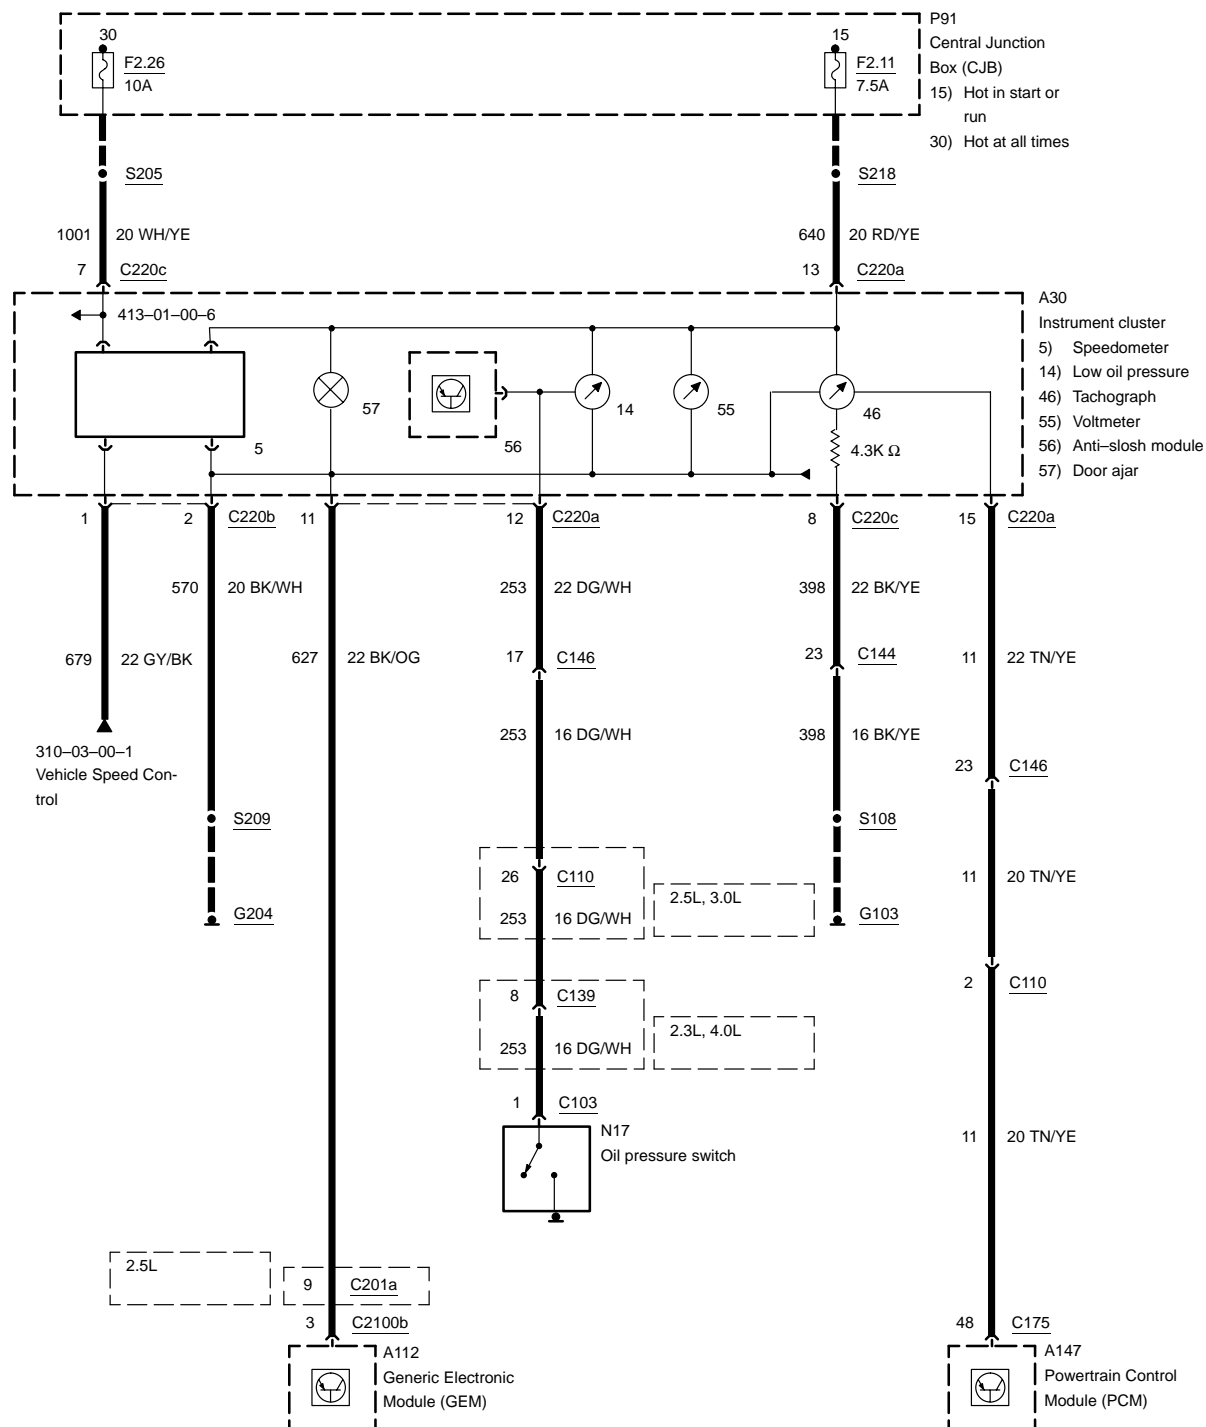 P91
Central Junction
Box (CJB)
15) Hot in start or
run
30) Hot at all times
30
F2.26
10A
15
F2.11
7.5A
S205
S218
1001 20 WH/YE
640 20 RD/YE
7 C220c
13 C220a
A30
Instrument cluster
5) Speedometer
14) Low oil pressure
46) Tachograph
55) Voltmeter
56) Anti–slosh module
57) Door ajar
413–01–00–6
57
14
55
46
5
56
4.3K Ω
1
2 C220b
11
12 C220a
8 C220c
15 C220a
570 20 BK/WH
253 22 DG/WH
398 22 BK/YE
679 22 GY/BK
627 22 BK/OG
17 C146
23 C144
11 22 TN/YE
310–03–00–1
Vehicle Speed Con-
trol
253 16 DG/WH
398 16 BK/YE
23 C146
S209
S108
26 C110
11 20 TN/YE
2.5L, 3.0L
253 16 DG/WH
G204
G103
2 C110
8 C139
2.3L, 4.0L
253 16 DG/WH
1 C103
N17
Oil pressure switch
11 20 TN/YE
2.5L
9 C201a
3 C2100b
48 C175
A112
Generic Electronic
Module (GEM)
A147
Powertrain Control
Module (PCM)